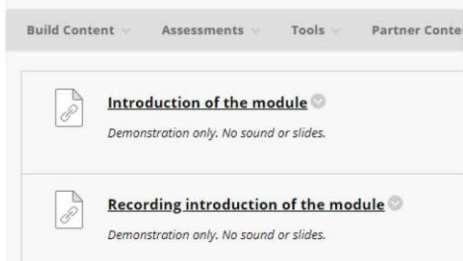 Build Content Assessments Tools Partner Conte
Introduction of the module
Demonstration only. No sound or slides.
Recording introduction of the module
Demonstration only. No sound or slides.